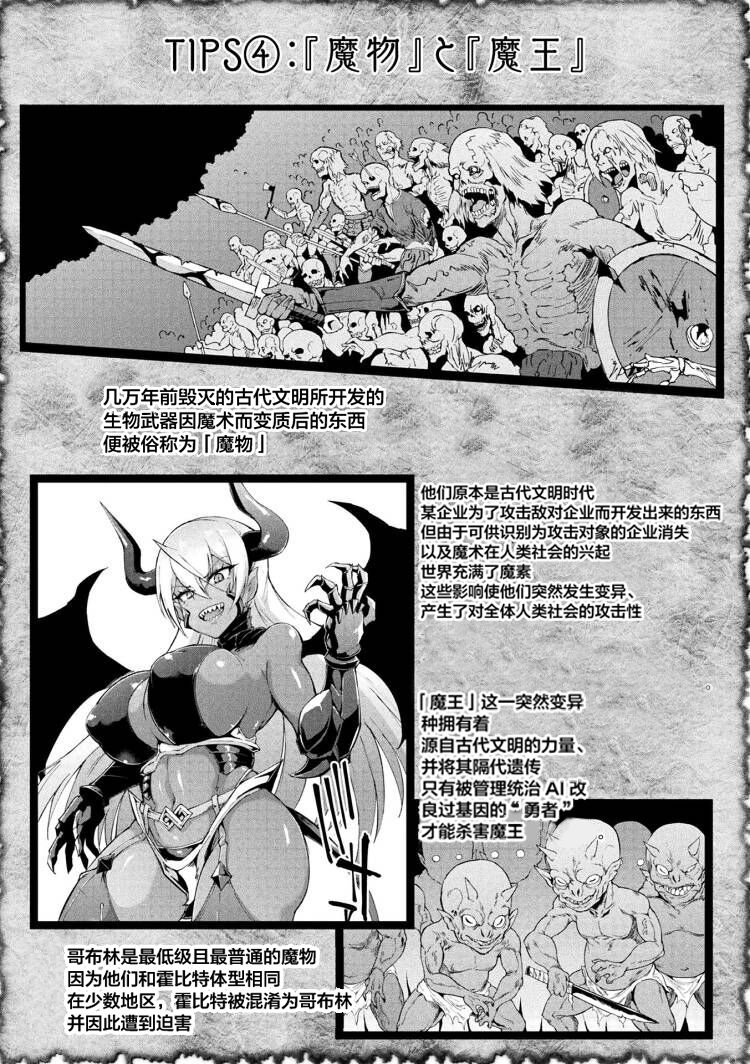 TIPS④:『魔物』と『魔王』
几万年前毁灭的古代文明所开发的
生物武器因魔术而变质后的东西
便被俗称为「魔物」
他们原本是古代文明时代
某企业为了攻击敌对企业而开发出来的东西
但由于可供识别为攻击对象的企业消失
以及魔术在人类社会的兴起
世界充满了魔素
这些影响使他们突然发生变异、
产生了对全体人类社会的攻击性
。
「魔王」这一突然变异
种拥有着
源自古代文明的力量、
并将其隔代遗传
只有被管理统治 AI 改
良过基因的“勇者”
才能杀害魔王
哥布林是最低级且最普通的魔物
因为他们和霍比特体型相同
在少数地区，霍比特被混淆为哥布林
并因此遭到迫害